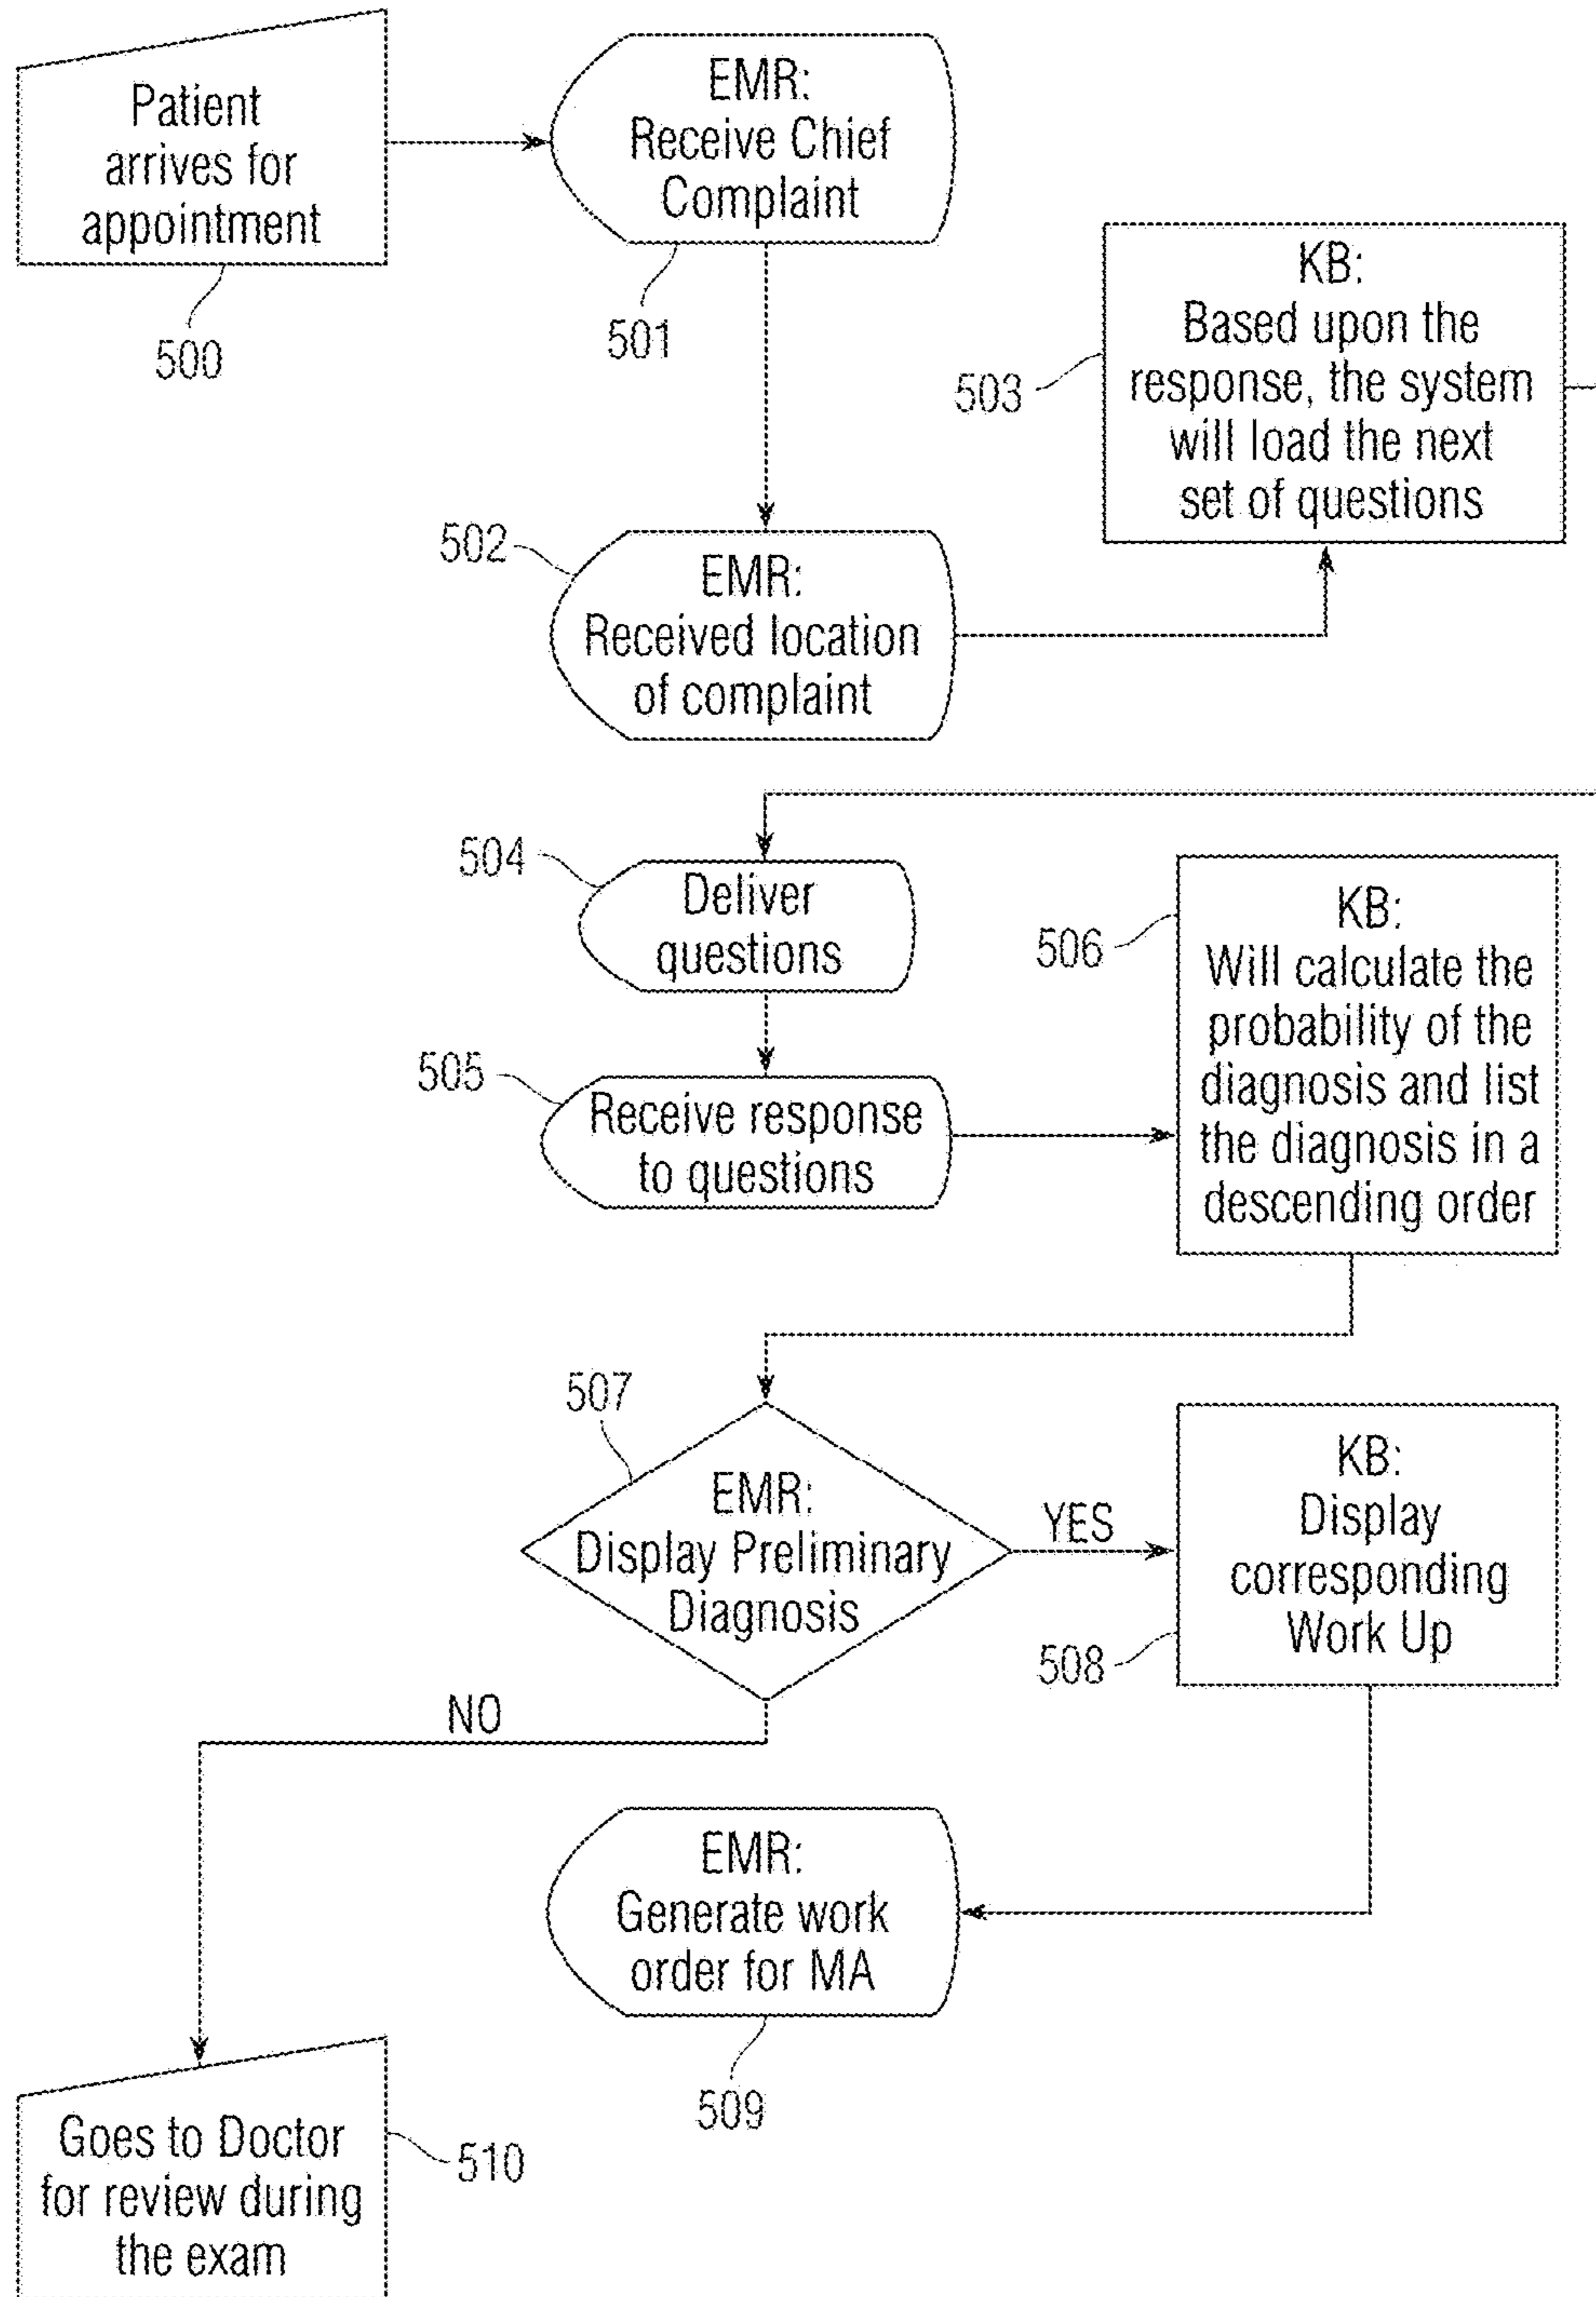 Patient
arrives for
appointment
500
EMR:
Receive Chief
Complaint
501
502
EMR:
Received location
of complaint
503
KB:
Based upon the
response, the system
will load the next
set of questions
504
Deliver
questions
505
Receive response
to questions
506
KB:
Will calculate the
probability of the
diagnosis and list
the diagnosis in a
descending order
507
EMR:
Display Preliminary
Diagnosis
YES
KB:
Display
corresponding
Work Up
508
NO
EMR:
Generate work
order for MA
509
Goes to Doctor
for review during
the exam
510